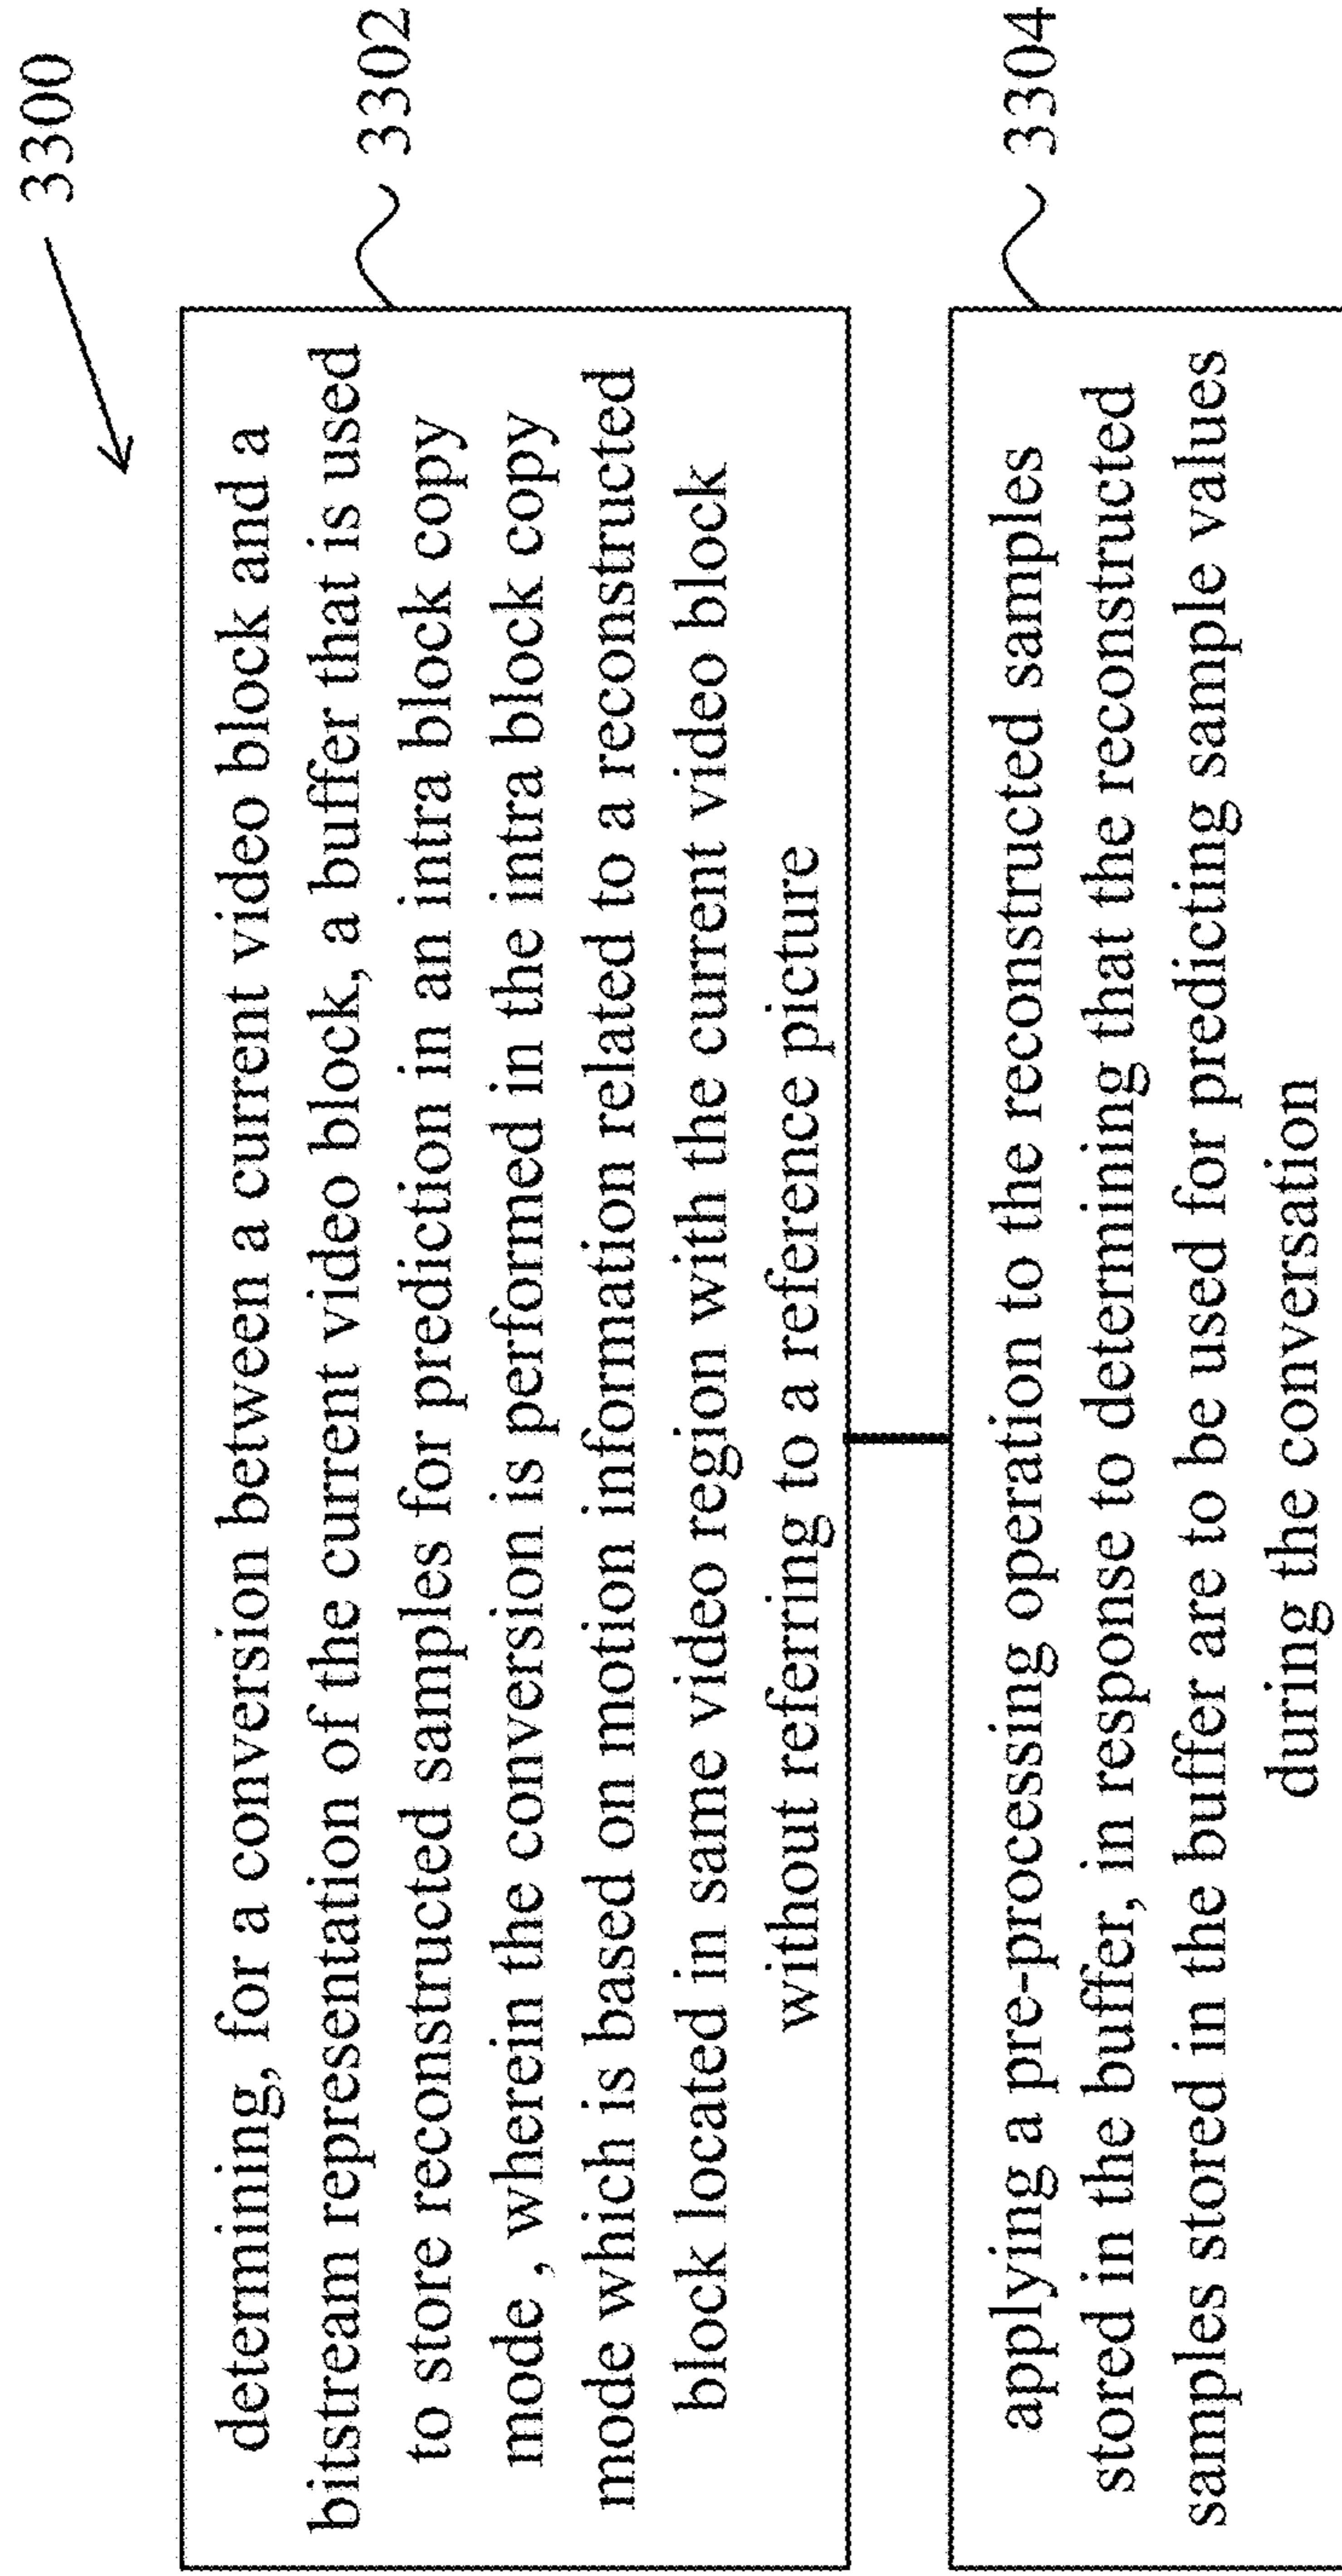 3300
determining, for a conversion between a current video block and a
bitstream representation of the current video block, a buffer that is used
to store reconstructed samples for prediction in an intra block copy
mode , wherein the conversion is performed in the intra block copy
mode which is based on motion information related to a reconstructed
block located in same video region with the current video block
without referring to a reference picture
3302
applying a pre-processing operation to the reconstructed samples
stored in the buffer, in response to determining that the reconstructed
samples stored in the buffer are to be used for predicting sample values
during the conversation
3304